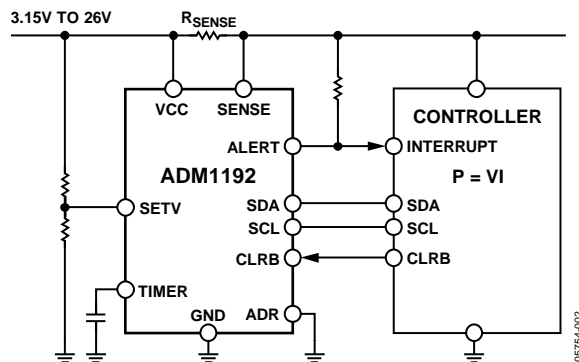 3.15V TO 26V
RSENSE
VCC
SENSE
CONTROLLER
ALERT
INTERRUPT
ADM1192
P = VI
SETV
SDA
SDA
SCL
SCL
CLRB
CLRB
TIMER
GND
ADR
05754-002